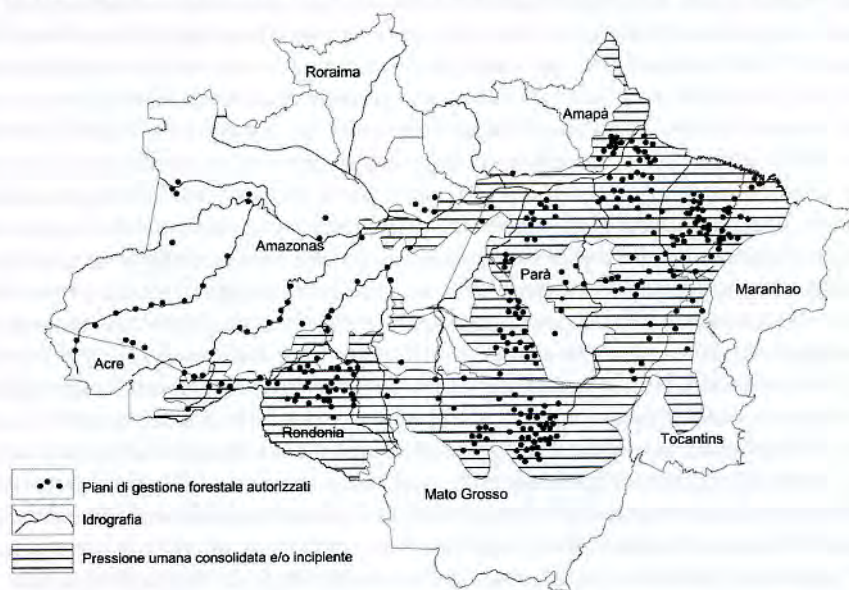 Roraima
Amapà
Amazonas
Parà
Maranhao
Acre
Rondonia
Tocantins
Mato Grosso
Piani di gestione forestale autorizzati
Idrografia
Pressione umana consolidata e/o incipiente